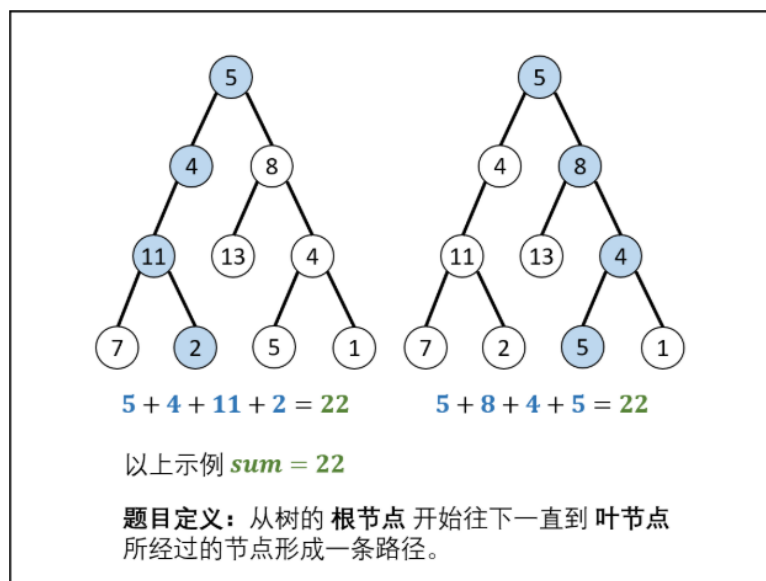 5 5
4 8 4 8
11 13 4 11 13 4
7 2 5 1 7 2 5 1
5 + 4 + 11 + 2 = 22 5 + 8 + 4 + 5 = 22
以上示例 sum = 22
题目定义：从树的 根节点 开始往下一直到 叶节点
所经过的节点形成一条路径。